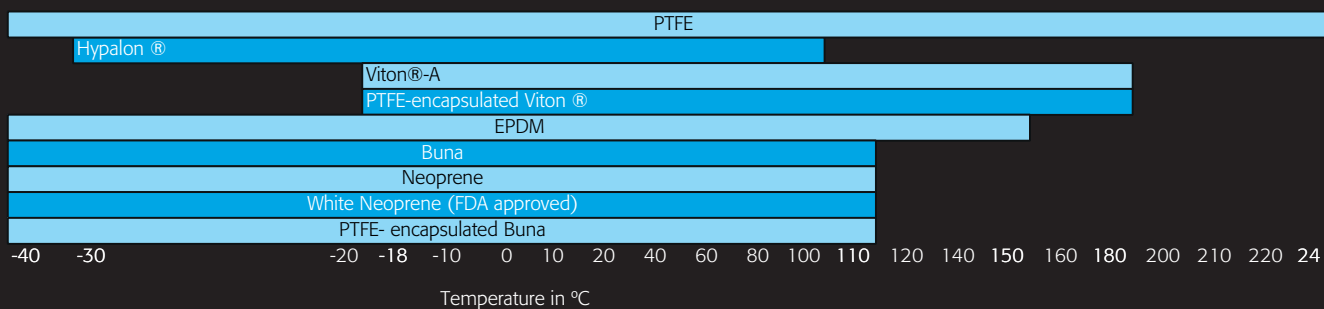 PTFE
Hypalon ®
Viton®-A
PTFE-encapsulated Viton ®
EPDM
Buna
Neoprene
White Neoprene (FDA approved)
PTFE- encapsulated Buna
-40 -30 -20 -18 -10 0 10 20 40 60 80 100 110 120 140 150 160 180 200 210 220 24
Temperature in ºC